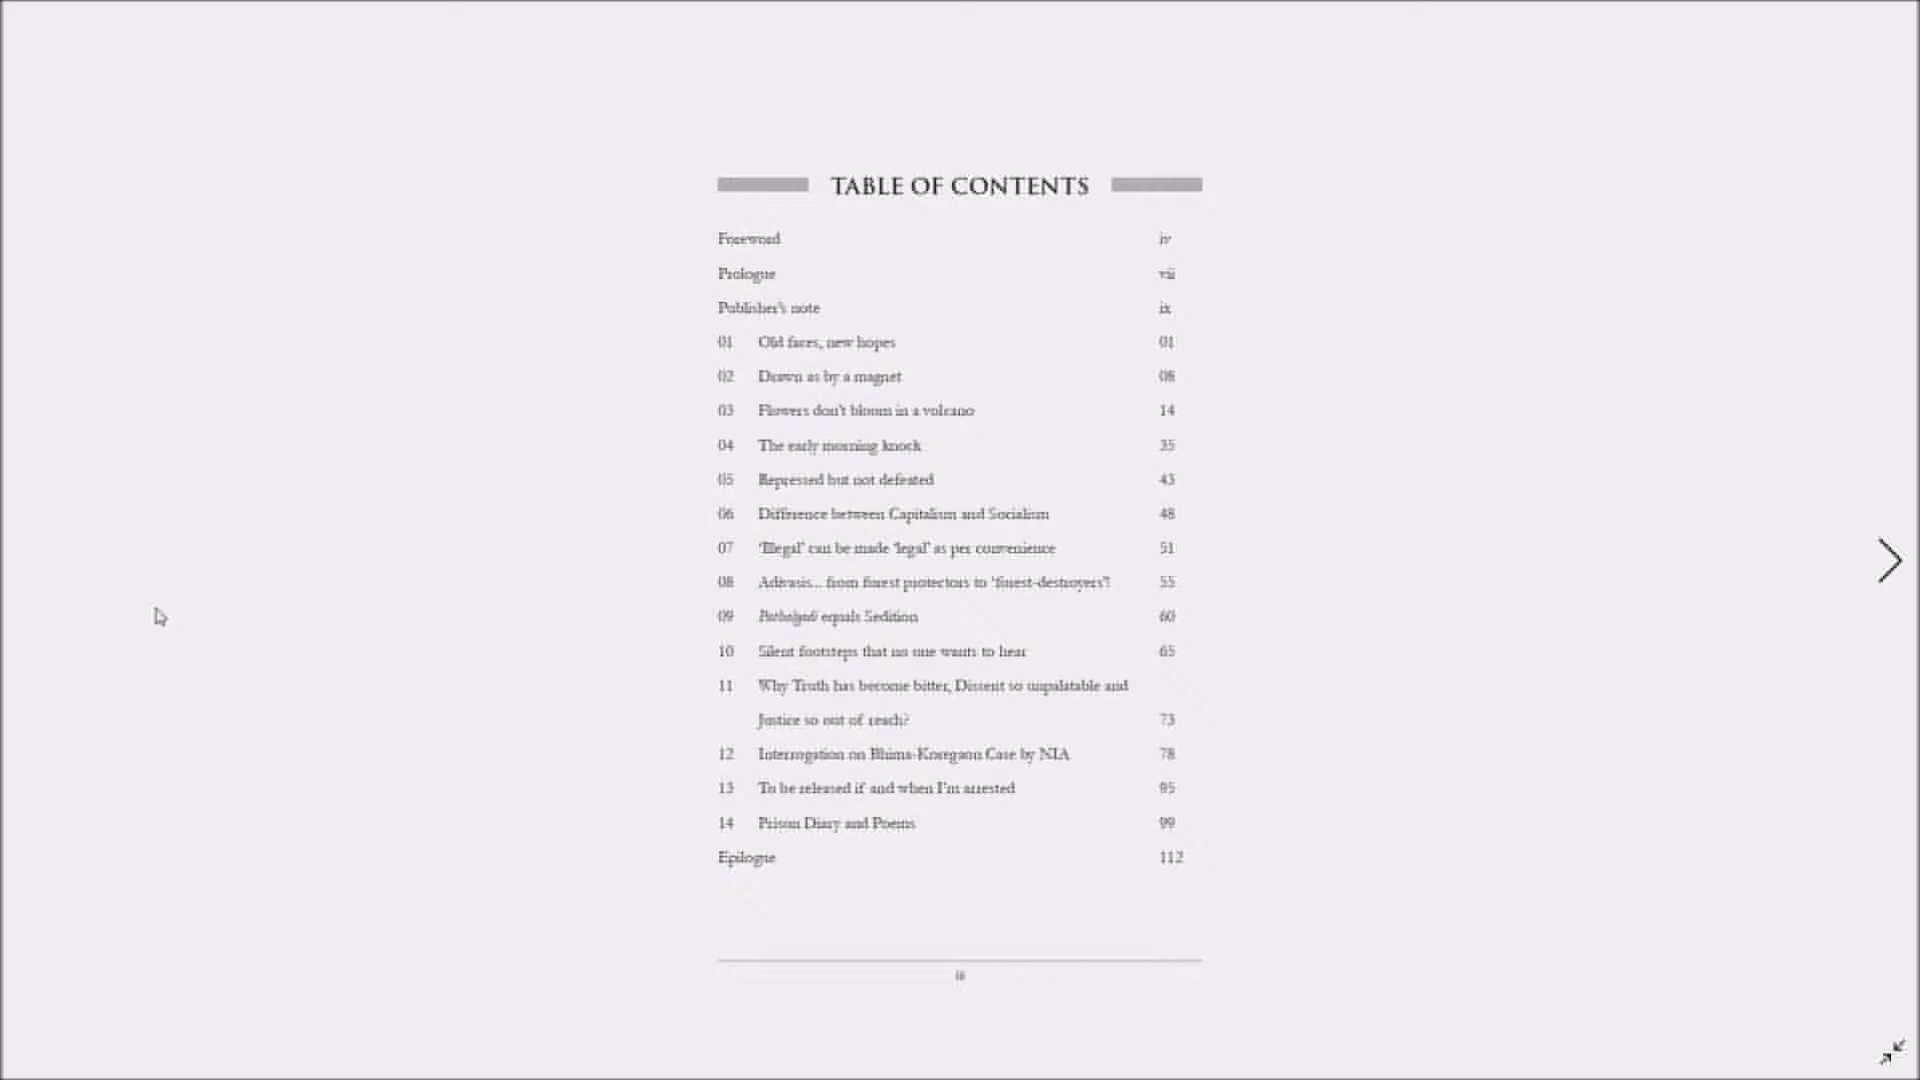 TABLE OF CONTENTS
Foreword iv
Prologue vii
Publisher's note ix
01 Old faces, new hopes 01
02 Drawn as by a magnet 08
03 Flowers don't bloom in a volcano 14
04 The early morning knock 35
05 Repressed but not defeated 43
06 Difference between Capitalism and Socialism 48
07 'Illegal' can be made 'legal' as per convenience 51
08 Adivasis... from forest protectors to 'forest-destroyers'! 55
09 Pathalgadi equals Sedition 60
10 Silent footsteps that no one wants to hear 65
11 Why Truth has become bitter, Dissent so unpalatable and
Justice so out of reach? 73
12 Interrogation on Bhima-Koregaon Case by NIA 78
13 To be released if and when I'm arrested 95
14 Prison Diary and Poems 99
Epilogue 112
iii